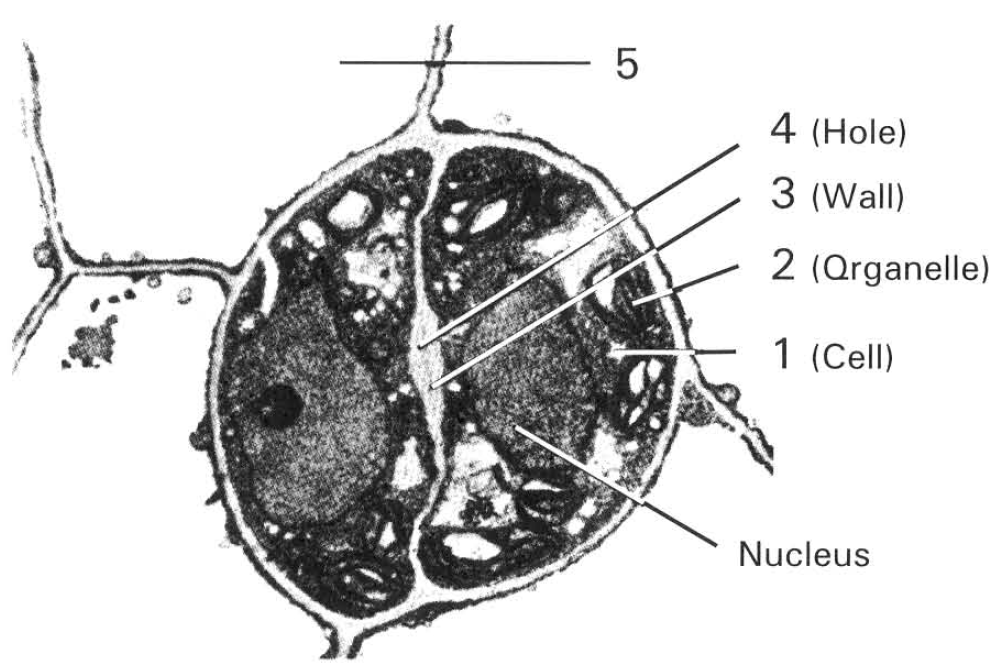 5
4 (Hole)
3 (Wall)
2 (Qrganelle)
1 (Cell)
Nucleus